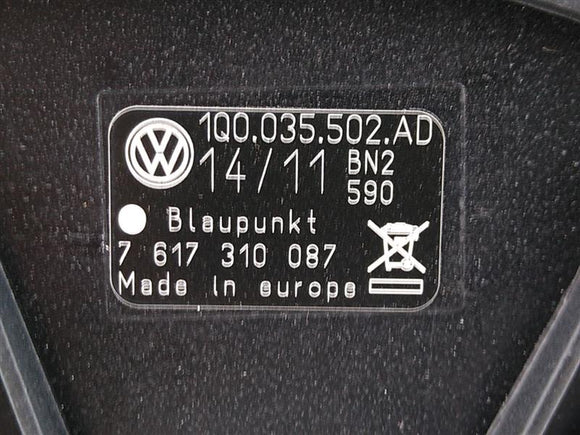 1Q0.035.502.AD
14/11 BN2
590
Blaupunkt
7 617 310 087
Made in europe